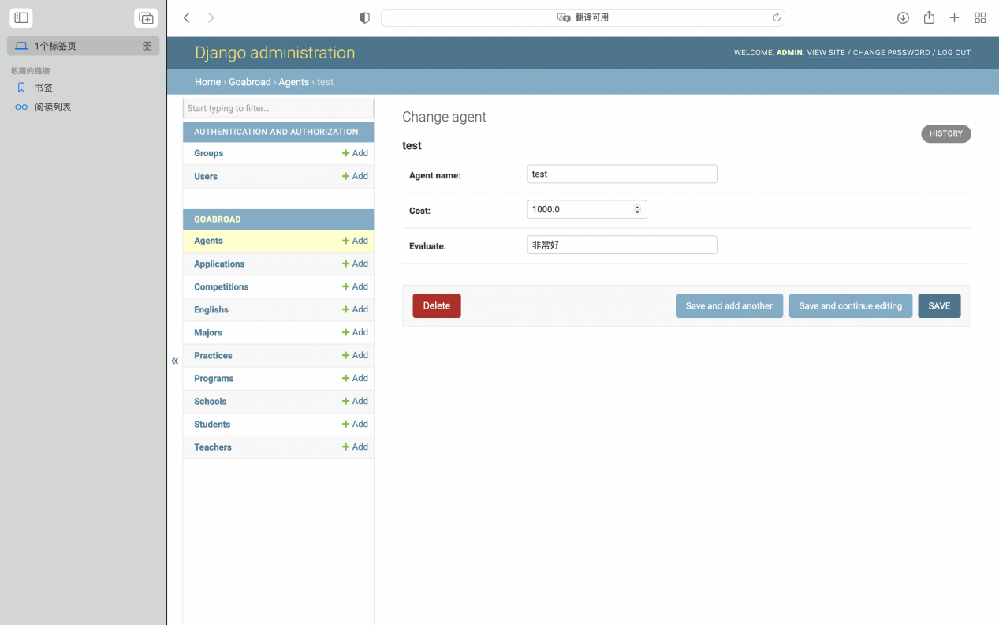 翻译可用
1个标签页
收藏的链接
书签
阅读列表
Django administration
WELCOME, ADMIN. VIEW SITE / CHANGE PASSWORD / LOG OUT
Home › Goabroad › Agents › test
Start typing to filter...
AUTHENTICATION AND AUTHORIZATION
Groups + Add
Users + Add
GOABROAD
Agents + Add
Applications + Add
Competitions + Add
Englishs + Add
Majors + Add
Practices + Add
Programs + Add
Schools + Add
Students + Add
Teachers + Add
«
Change agent
HISTORY
test
Agent name: test
Cost: 1000.0
Evaluate: 非常好
Delete Save and add another Save and continue editing SAVE